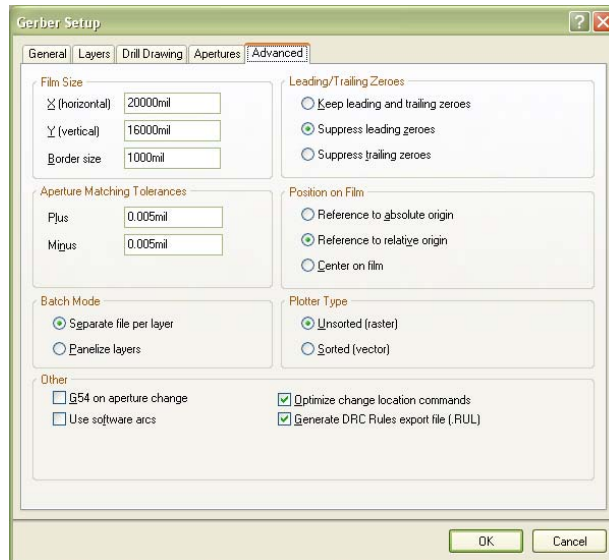 Gerber Setup
General Layers Drill Drawing Apertures Advanced
Film Size
X (horizontal) 20000mil
Y (vertical) 16000mil
Border size 1000mil
Leading/Trailing Zeroes
Keep leading and trailing zeroes
Suppress leading zeroes
Suppress trailing zeroes
Aperture Matching Tolerances
Plus 0.005mil
Minus 0.005mil
Position on Film
Reference to absolute origin
Reference to relative origin
Center on film
Batch Mode
Separate file per layer
Panelize layers
Plotter Type
Unsorted (raster)
Sorted (vector)
Other
G54 on aperture change
Use software arcs
Optimize change location commands
Generate DRC Rules export file (.RUL)
OK Cancel